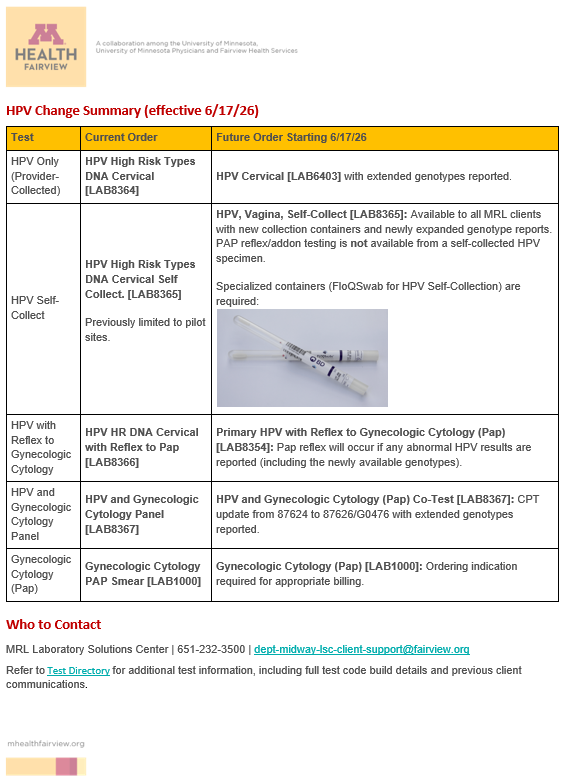 M
HEALTH
FAIRVIEW
A collaboration among the University of Minnesota,
University of Minnesota Physicians and Fairview Health Services
HPV Change Summary (effective 6/17/26)
Test
Current Order
Future Order Starting 6/17/26
HPV Only
(Provider-
Collected)
HPV High Risk Types
DNA Cervical
[LAB8364]
HPV Cervical [LAB6403] with extended genotypes reported.
HPV Self-
Collect
HPV High Risk Types
DNA Cervical Self
Collect. [LAB8365]
Previously limited to pilot
sites.
HPV, Vagina, Self-Collect [LAB8365]: Available to all MRL clients
with new collection containers and newly expanded genotype reports.
PAP reflex/addon testing is not available from a self-collected HPV
specimen.
Specialized containers (FloQSwab for HPV Self-Collection) are
required:
BD
HPV with
Reflex to
Gynecologic
Cytology
HPV HR DNA Cervical
with Reflex to Pap
[LAB8366]
Primary HPV with Reflex to Gynecologic Cytology (Pap)
[LAB8354]: Pap reflex will occur if any abnormal HPV results are
reported (including the newly available genotypes).
HPV and
Gynecologic
Cytology
Panel
HPV and Gynecologic
Cytology Panel
[LAB8367]
HPV and Gynecologic Cytology (Pap) Co-Test [LAB8367]: CPT
update from 87624 to 87626/G0476 with extended genotypes
reported.
Gynecologic
Cytology
(Pap)
Gynecologic Cytology
PAP Smear [LAB1000]
Gynecologic Cytology (Pap) [LAB1000]: Ordering indication
required for appropriate billing.
Who to Contact
MRL Laboratory Solutions Center | 651-232-3500 | dept-midway-lsc-client-support@fairview.org
Refer to Test Directory for additional test information, including full test code build details and previous client
communications.
mhealthfairview.org